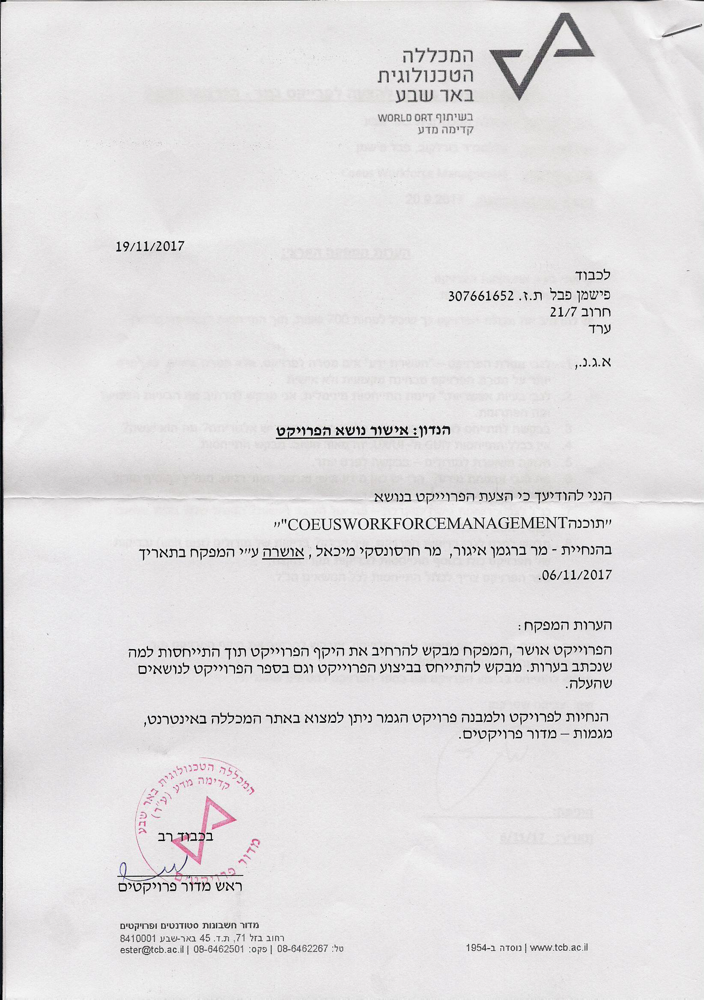 המכללה
הטכנולוגית
באר שבע
בשיתוף WORLD ORT
קדימה מדע
19/11/2017
לכבוד
פישמן פבל ת.ז. 307661652
חרוב 21/7
ערד
א.ג.נ.,
הנדון: אישור נושא הפרויקט
הנני להודיעך כי הצעת הפרוייקט בנושא
"תוכנהCOEUSWORKFORCEMANAGEMENT""
בהנחיית - מר ברגמן איגור, מר חרסונסקי מיכאל , אושרה ע"י המפקח בתאריך
06/11/2017.
הערות המפקח:
הפרוייקט אושר ,המפקח מבקש להרחיב את היקף הפרוייקט תוך התייחסות למה
שנכתב בערות. מבקש להתייחס בביצוע הפרוייקט וגם בספר הפרוייקט לנושאים
שהעלה.
הנחיות לפרויקט ולמבנה פרויקט הגמר ניתן למצוא באתר המכללה באינטרנט,
מגמות – מדור פרויקטים.
המכללה הטכנולוגית באר שבע
קדימה מדע (ע"ר)
מדור פרויקטים
בכבוד רב
ראש מדור פרויקטים
מדור חשבונות סטודנטים ופרויקטים
רחוב בזל 71, ת.ד. 45 באר-שבע 8410001
טל: 08-6462267 | פקס: 08-6462501 | ester@tcb.ac.il
www.tcb.ac.il | נוסדה ב-1954